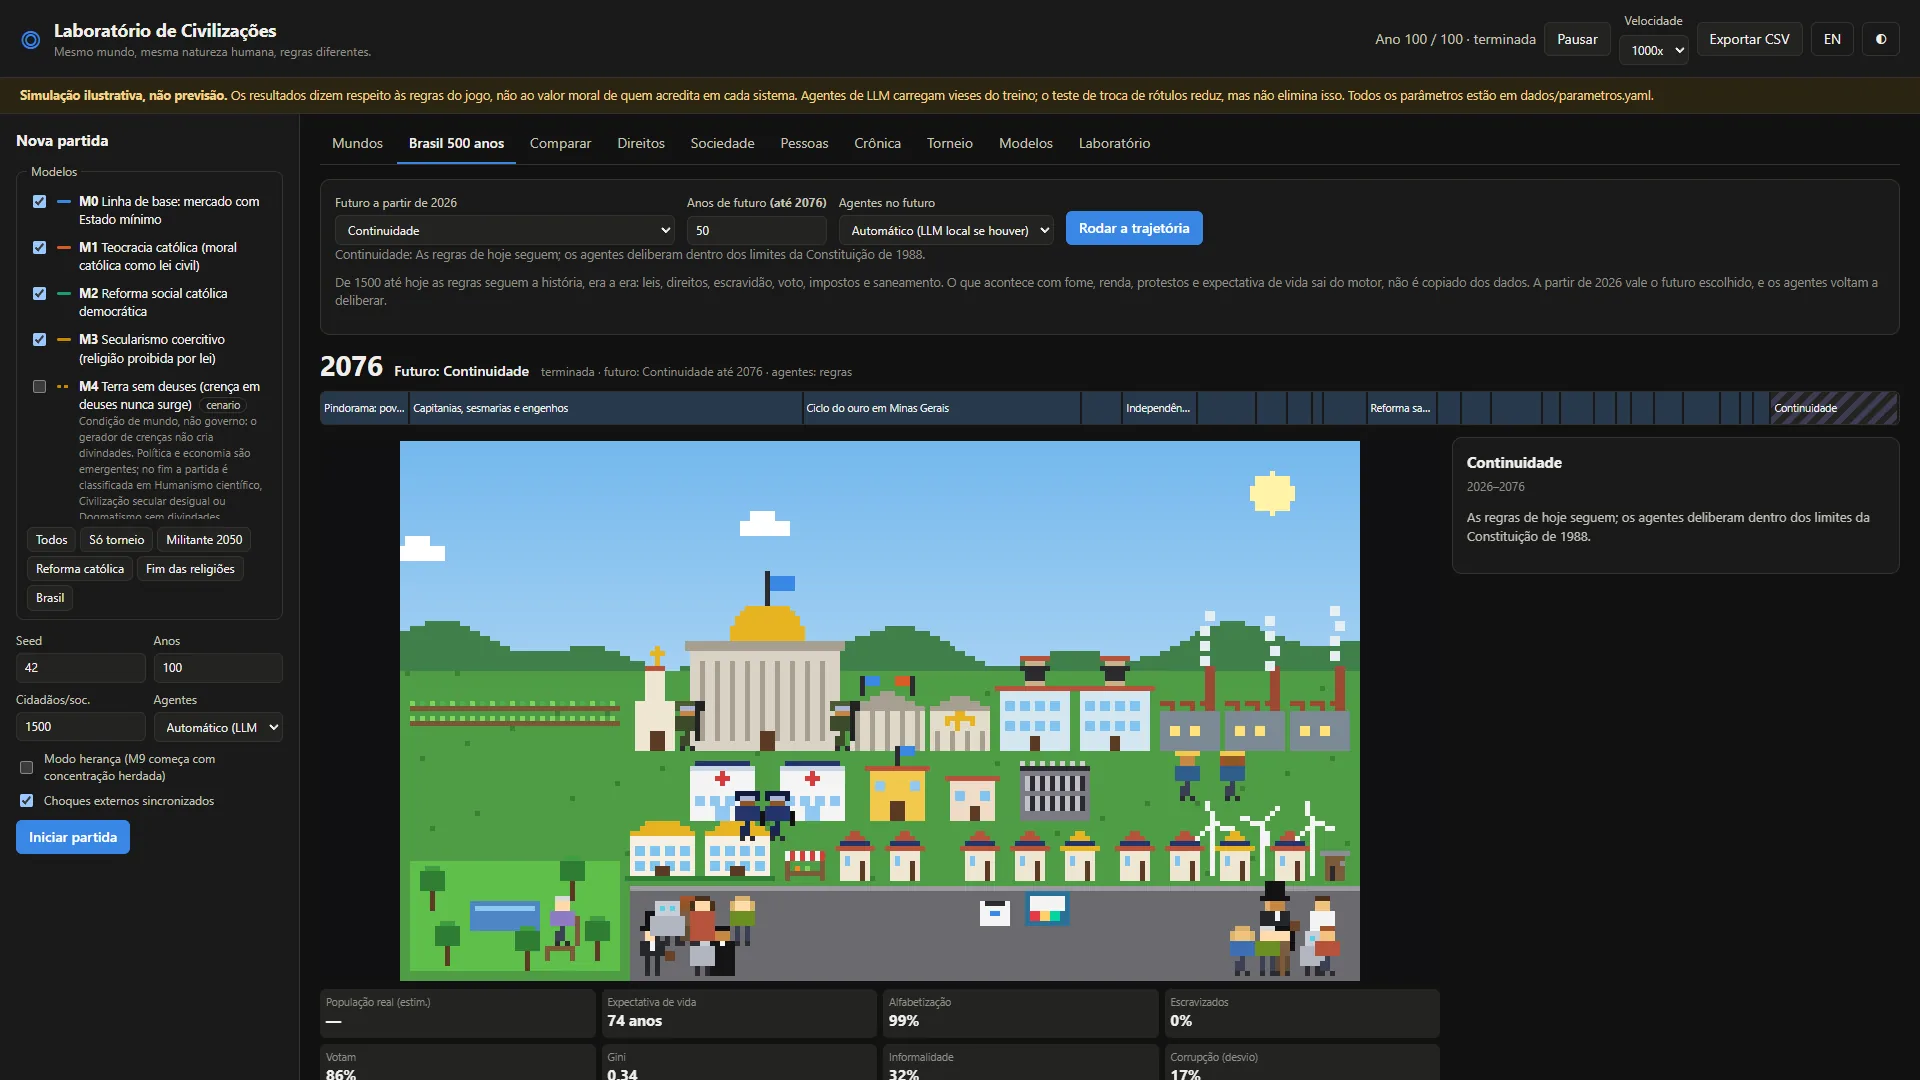 Laboratório de Civilizações
Mesmo mundo, mesma natureza humana, regras diferentes.
Ano 100 / 100 · terminada
Pausar
Velocidade
1000x
Exportar CSV
EN
Simulação ilustrativa, não previsão. Os resultados dizem respeito às regras do jogo, não ao valor moral de quem acredita em cada sistema. Agentes de LLM carregam vieses do treino; o teste de troca de rótulos reduz, mas não elimina isso. Todos os parâmetros estão em dados/parametros.yaml.
Nova partida
Modelos
M0 Linha de base: mercado com
Estado mínimo
M1 Teocracia católica (moral
católica como lei civil)
M2 Reforma social católica
democrática
M3 Secularismo coercitivo
(religião proibida por lei)
M4 Terra sem deuses (crença em
deuses nunca surge) cenario
Condição de mundo, não governo: o
gerador de crenças não cria
divindades. Política e economia são
emergentes; no fim a partida é
classificada em Humanismo científico,
Civilização secular desigual ou
Dogmatismo sem divindades
Todos
Só torneio
Militante 2050
Reforma católica
Fim das religiões
Brasil
Seed
Anos
42
100
Cidadãos/soc.
Agentes
1500
Automático (LLM
Modo herança (M9 começa com
concentração herdada)
Choques externos sincronizados
Iniciar partida
Mundos
Brasil 500 anos
Comparar
Direitos
Sociedade
Pessoas
Crônica
Torneio
Modelos
Laboratório
Futuro a partir de 2026
Anos de futuro (até 2076)
Agentes no futuro
Continuidade
50
Automático (LLM local se houver)
Rodar a trajetória
Continuidade: As regras de hoje seguem; os agentes deliberam dentro dos limites da Constituição de 1988.
De 1500 até hoje as regras seguem a história, era a era: leis, direitos, escravidão, voto, impostos e saneamento. O que acontece com fome, renda, protestos e expectativa de vida sai do motor, não é copiado dos dados. A partir de 2026 vale o futuro escolhido, e os agentes voltam a
deliberar.
2076 Futuro: Continuidade terminada · futuro: Continuidade até 2076 · agentes: regras
Pindorama: pov...
Capitanias, sesmarias e engenhos
Ciclo do ouro em Minas Gerais
Independên...
Reforma sa...
Continuidade
Continuidade
2026–2076
As regras de hoje seguem; os agentes deliberam dentro dos limites da
Constituição de 1988.
População real (estim.)
—
Expectativa de vida
74 anos
Alfabetização
99%
Escravizados
0%
Votam
86%
Gini
0,34
Informalidade
32%
Corrupção (desvio)
17%